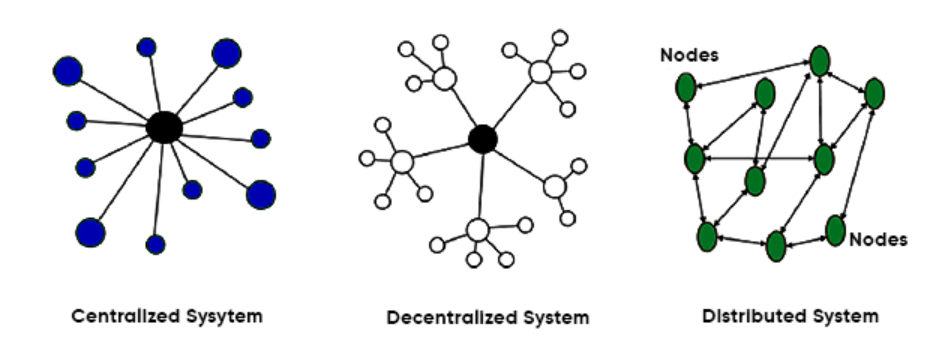 Nodes
Nodes
Centralized Sysytem
Decentralized System
Distributed System